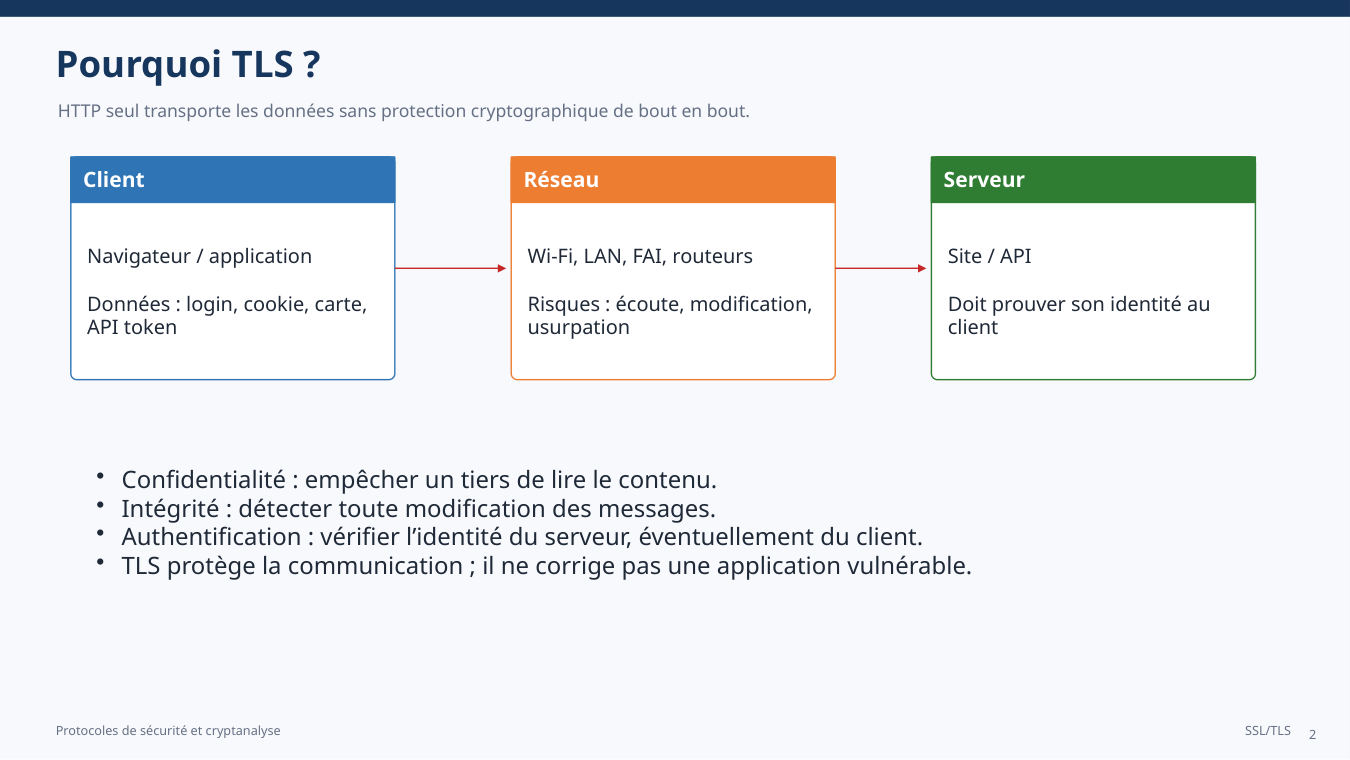 Pourquoi TLS ?
HTTP seul transporte les données sans protection cryptographique de bout en bout.
Client
Navigateur / application
Données : login, cookie, carte,
API token
Réseau
Wi-Fi, LAN, FAI, routeurs
Risques : écoute, modification,
usurpation
Serveur
Site / API
Doit prouver son identité au
client
• Confidentialité : empêcher un tiers de lire le contenu.
• Intégrité : détecter toute modification des messages.
• Authentification : vérifier l’identité du serveur, éventuellement du client.
• TLS protège la communication ; il ne corrige pas une application vulnérable.
Protocoles de sécurité et cryptanalyse
SSL/TLS 2